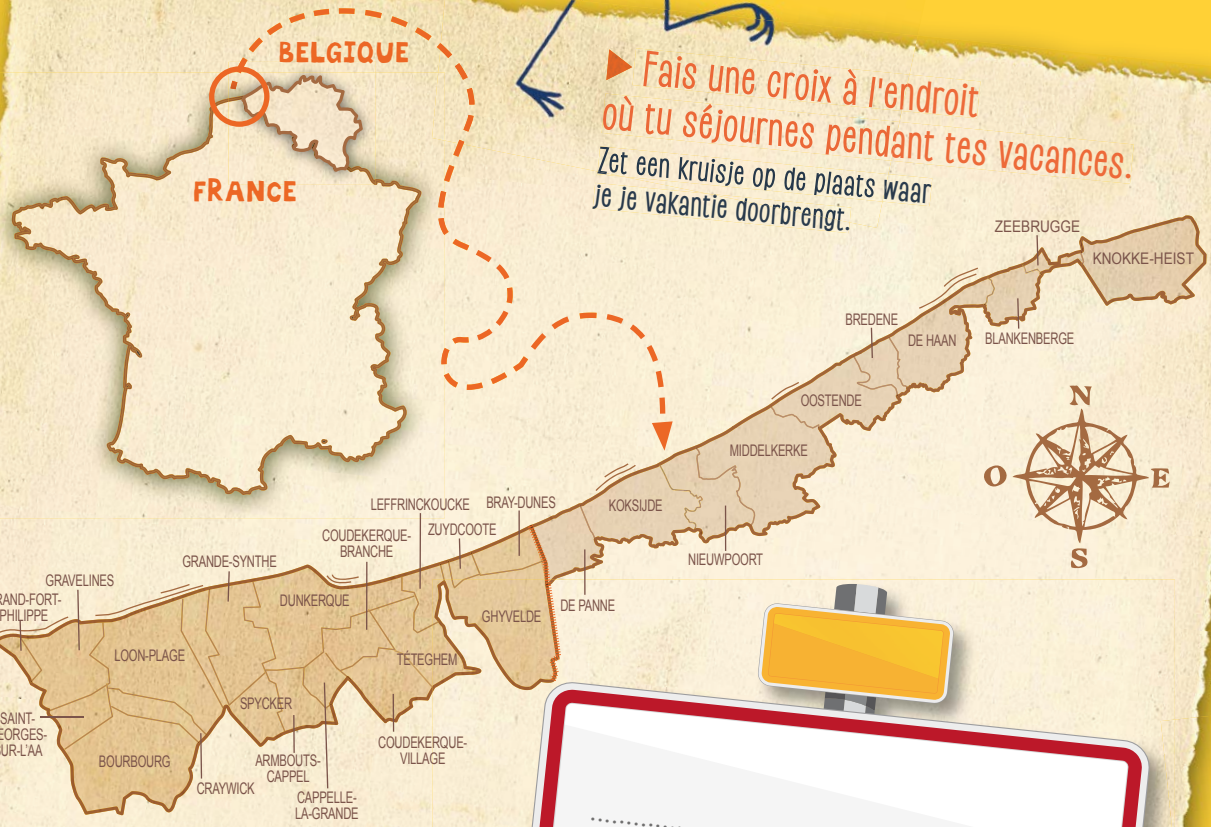 BELGIQUE
FRANCE
Fais une croix à l'endroit
où tu séjournes pendant tes vacances.
Zet een kruisje op de plaats waar
je je vakantie doorbrengt.
ZEEBRUGGE
KNOKKE-HEIST
BREDENE
DE HAAN
BLANKENBERGE
OOSTENDE
MIDDELKERKE
N
O
E
S
KOKSIJDE
NIEUWPOORT
DE PANNE
LEFFRINCKOUCKE
BRAY-DUNES
ZUYDCOOTE
COUDEKERQUE-
BRANCHE
GRANDE-SYNTHE
GRAVELINES
RAND-FORT-
PHILIPPE
DUNKERQUE
GHYVELDE
LOON-PLAGE
TÉTEGHEM
SPYCKER
SAINT-
EORGES-
UR-L'AA
BOURBOURG
CRAYWICK
ARMBOUTS-
CAPPEL
CAPPELLE-
LA-GRANDE
COUDEKERQUE-
VILLAGE